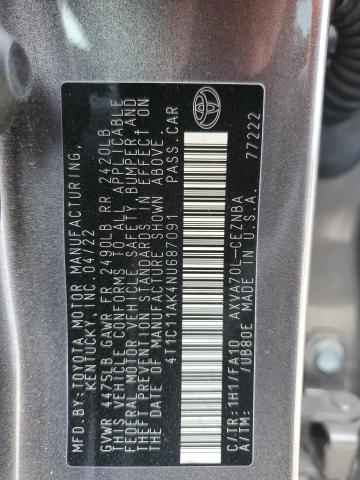 MFD.BY:TOYOTA MOTOR MANUFACTURING,
KENTUCKY, INC. 04/22
GVWR 4475LB GAWR FR 2490LB RR 2420LB
THIS VEHICLE CONFORMS TO ALL APPLICABLE
FEDERAL MOTOR VEHICLE SAFETY, BUMPER AND
THEFT PREVENTION STANDARDS IN EFFECT ON
THE DATE OF MANUFACTURE SHOWN ABOVE.
4T1C11AK4NU687091 PASS.CAR
C/TR:1H1/FA10 AXVA70L-CEZNBA
A/TM: /UB80E MADE IN U.S.A.
77222